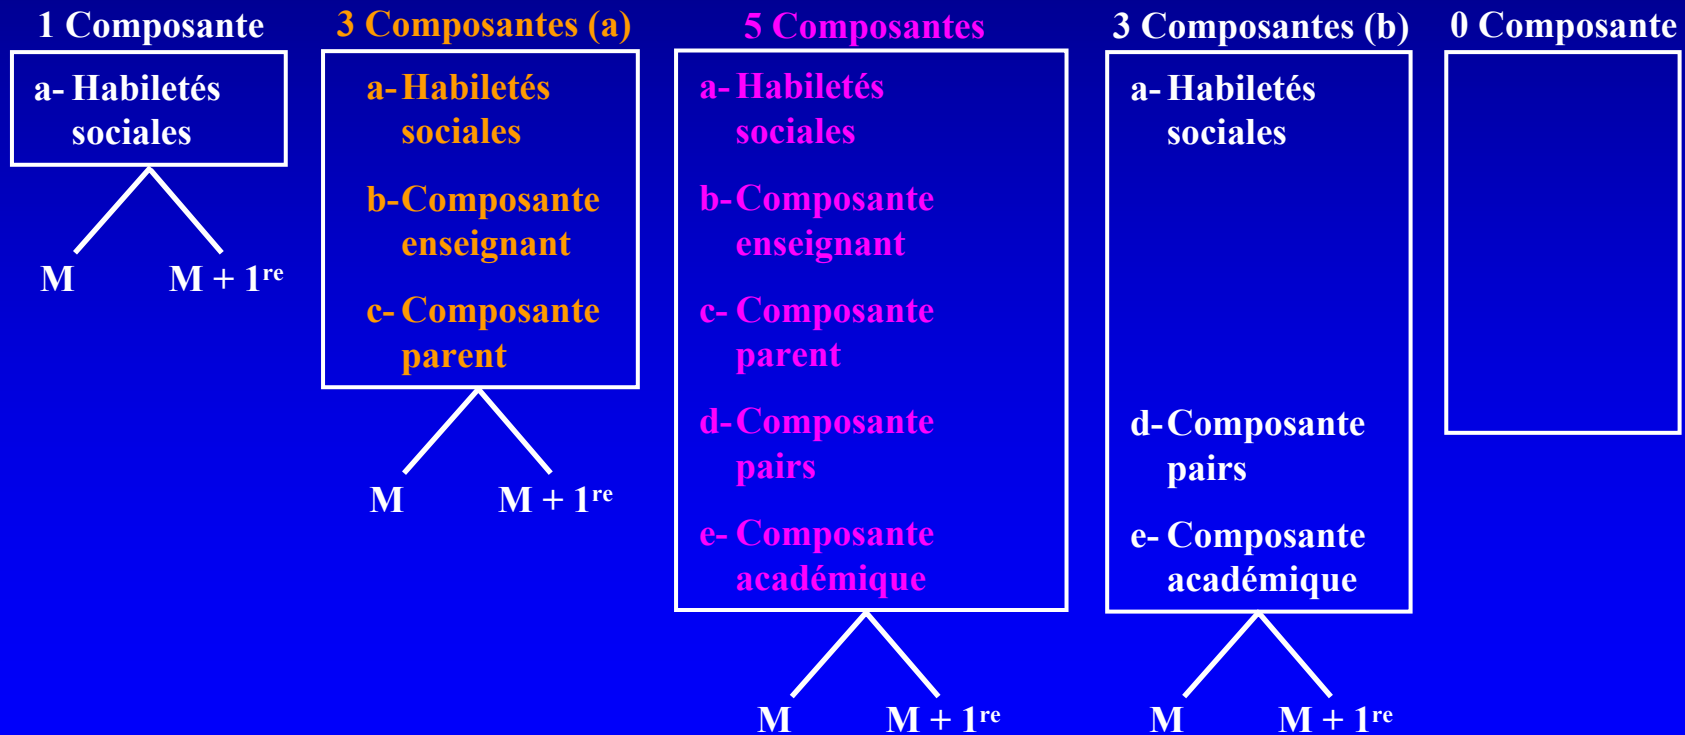 1 Composante
a- Habiletés
sociales
M
M + 1re
3 Composantes (a)
a- Habiletés
sociales
b- Composante
enseignant
c- Composante
parent
M
M + 1re
5 Composantes
a- Habiletés
sociales
b- Composante
enseignant
c- Composante
parent
d- Composante
pairs
e- Composante
académique
M
M + 1re
3 Composantes (b)
a- Habiletés
sociales
d- Composante
pairs
e- Composante
académique
M
M + 1re
0 Composante